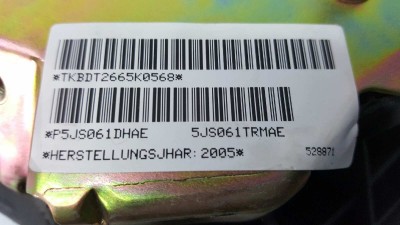 *TKBDT2665K0568*
*P5JS061DHAE 5JS061TRMAE
*HERSTELLUNGSJHAR: 2005* 528871